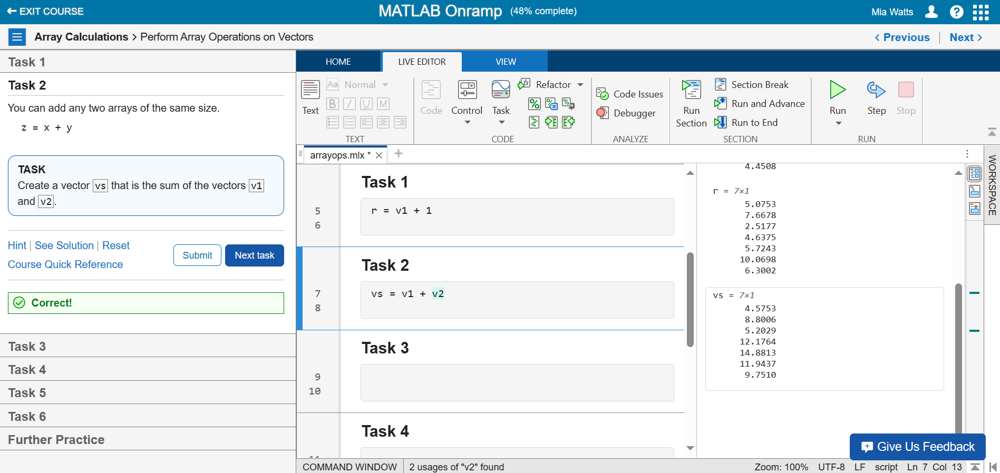 EXIT COURSE
MATLAB Onramp (48% complete)
Mia Watts
Array Calculations > Perform Array Operations on Vectors
Previous
Next
Task 1
Task 2
You can add any two arrays of the same size.
z = x + y
TASK
Create a vector vs that is the sum of the vectors v1
and v2.
Hint | See Solution | Reset
Course Quick Reference
Submit
Next task
Correct!
Task 3
Task 4
Task 5
Task 6
Further Practice
HOME
LIVE EDITOR
VIEW
Text
Aa Normal
B I U M
TEXT
Code
Control
Task
Refactor
CODE
Code Issues
Debugger
ANALYZE
Run
Section
Section Break
Run and Advance
Run to End
SECTION
Run
Step
Stop
RUN
arrayops.mlx *
Task 1
5 r = v1 + 1
6
Task 2
7 vs = v1 + v2
8
Task 3
9
10
Task 4
4.4508
r = 7×1
5.0753
7.6678
2.5177
4.6375
5.7243
10.0698
6.3002
vs = 7×1
4.5753
8.8006
5.2029
12.1764
14.8813
11.9437
9.7510
WORKSPACE
Give Us Feedback
COMMAND WINDOW
2 usages of "v2" found
Zoom: 100% UTF-8 LF script Ln 7 Col 13